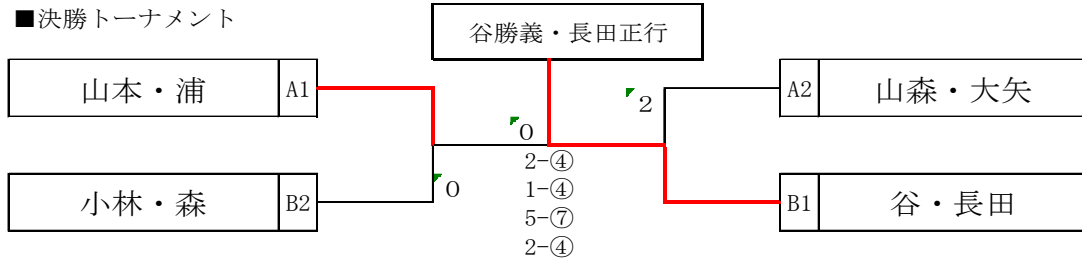 ■決勝トーナメント
谷勝義・長田正行
山本・浦 A1
A2 山森・大矢
2
0
2-④
1-④
5-⑦
2-④
小林・森 B2
0
B1 谷・長田